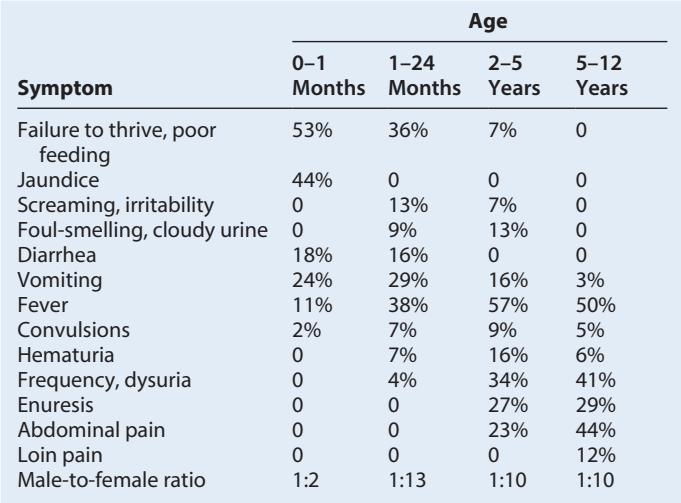 Age
0–1 1–24 2–5 5–12
Symptom Months Months Years Years
Failure to thrive, poor 53% 36% 7% 0
feeding
Jaundice 44% 0 0 0
Screaming, irritability 0 13% 7% 0
Foul-smelling, cloudy urine 0 9% 13% 0
Diarrhea 18% 16% 0 0
Vomiting 24% 29% 16% 3%
Fever 11% 38% 57% 50%
Convulsions 2% 7% 9% 5%
Hematuria 0 7% 16% 6%
Frequency, dysuria 0 4% 34% 41%
Enuresis 0 0 27% 29%
Abdominal pain 0 0 23% 44%
Loin pain 0 0 0 12%
Male-to-female ratio 1:2 1:13 1:10 1:10